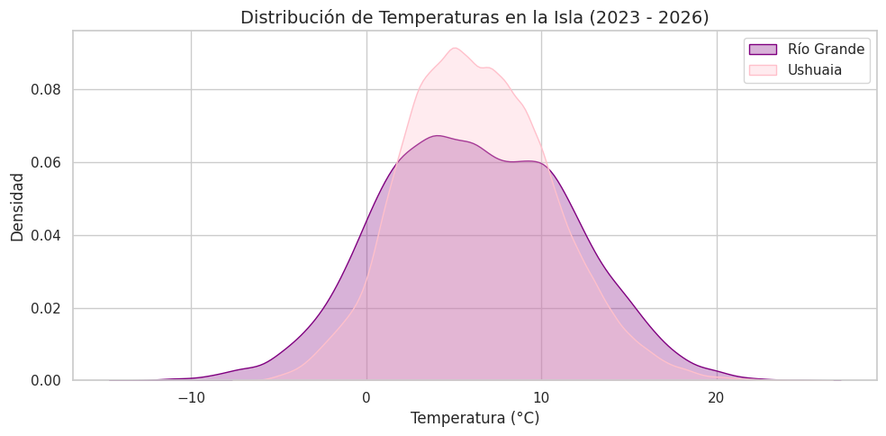 Distribución de Temperaturas en la Isla (2023 - 2026)
Río Grande
Ushuaia
Densidad
0.08
0.06
0.04
0.02
0.00
−10 0 10 20
Temperatura (°C)